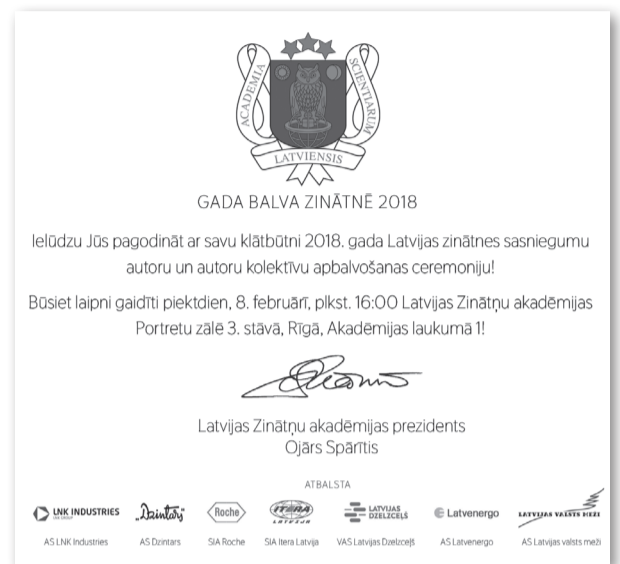 ACADEMIA SCIENTIARUM
LATVIENSIS
GADA BALVA ZINĀTNĒ 2018
Ielūdzu Jūs pagodināt ar savu klātbūtni 2018. gada Latvijas zinātnes sasniegumu
autoru un autoru kolektīvu apbalvošanas ceremoniju!
Būsiet laipni gaidīti piektdien, 8. februārī, plkst. 16:00 Latvijas Zinātņu akadēmijas
Portretu zālē 3. stāvā, Rīgā, Akadēmijas laukumā 1!
Latvijas Zinātņu akadēmijas prezidents
Ojārs Spārītis
ATBALSTA
LNK INDUSTRIES „Dzintars” Roche ITERA LATVIJA LATVIJAS DZELZCEĻŠ Latvenergo LATVIJAS VALSTS MEŽI
AS LNK Industries AS Dzintars SIA Roche SIA Itera Latvija VAS Latvijas Dzelzceļš AS Latvenergo AS Latvijas valsts meži